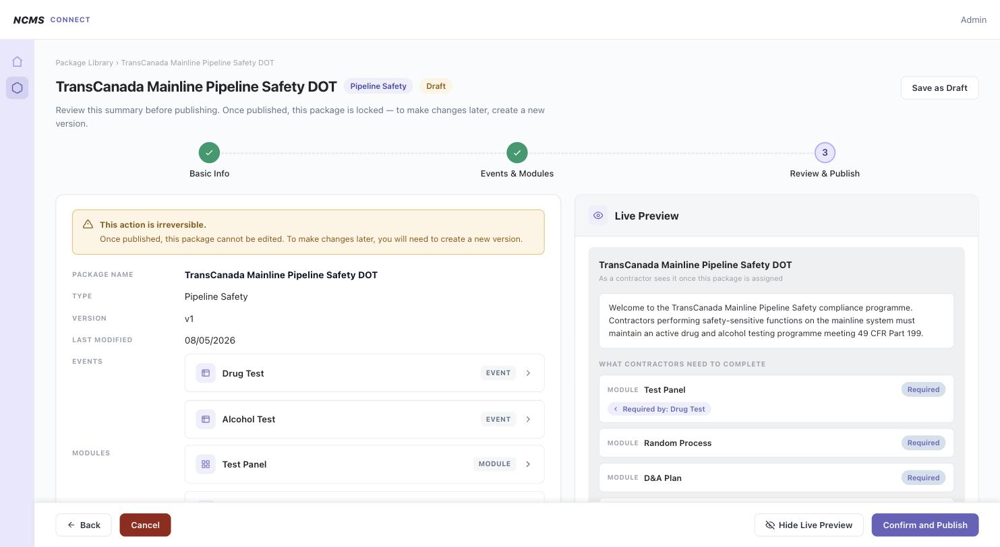 NCMS CONNECT
Admin
Package Library › TransCanada Mainline Pipeline Safety DOT
TransCanada Mainline Pipeline Safety DOT Pipeline Safety Draft
Save as Draft
Review this summary before publishing. Once published, this package is locked — to make changes later, create a new
version.
3
Basic Info
Events & Modules
Review & Publish
This action is irreversible.
Once published, this package cannot be edited. To make changes later, you will need to create a new version.
PACKAGE NAME TransCanada Mainline Pipeline Safety DOT
TYPE Pipeline Safety
VERSION v1
LAST MODIFIED 08/05/2026
EVENTS
Drug Test EVENT
Alcohol Test EVENT
MODULES
Test Panel MODULE
Live Preview
TransCanada Mainline Pipeline Safety DOT
As a contractor sees it once this package is assigned
Welcome to the TransCanada Mainline Pipeline Safety compliance programme.
Contractors performing safety-sensitive functions on the mainline system must
maintain an active drug and alcohol testing programme meeting 49 CFR Part 199.
WHAT CONTRACTORS NEED TO COMPLETE
MODULE Test Panel Required
Required by: Drug Test
MODULE Random Process Required
MODULE D&A Plan Required
Back
Cancel
Hide Live Preview
Confirm and Publish